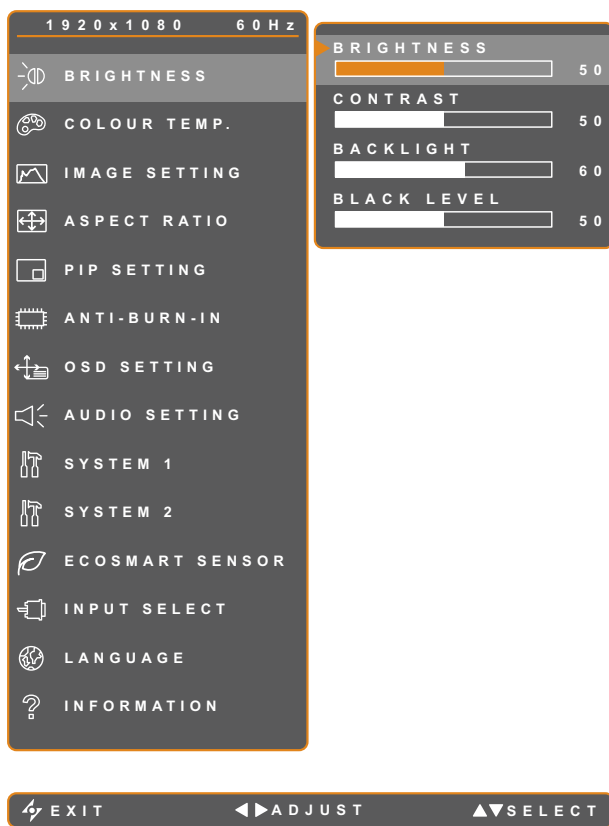 1920x1080 60Hz
BRIGHTNESS
COLOUR TEMP.
IMAGE SETTING
ASPECT RATIO
PIP SETTING
ANTI-BURN-IN
OSD SETTING
AUDIO SETTING
SYSTEM 1
SYSTEM 2
ECOSMART SENSOR
INPUT SELECT
LANGUAGE
INFORMATION
BRIGHTNESS
50
CONTRAST
50
BACKLIGHT
60
BLACK LEVEL
50
EXIT ADJUST SELECT